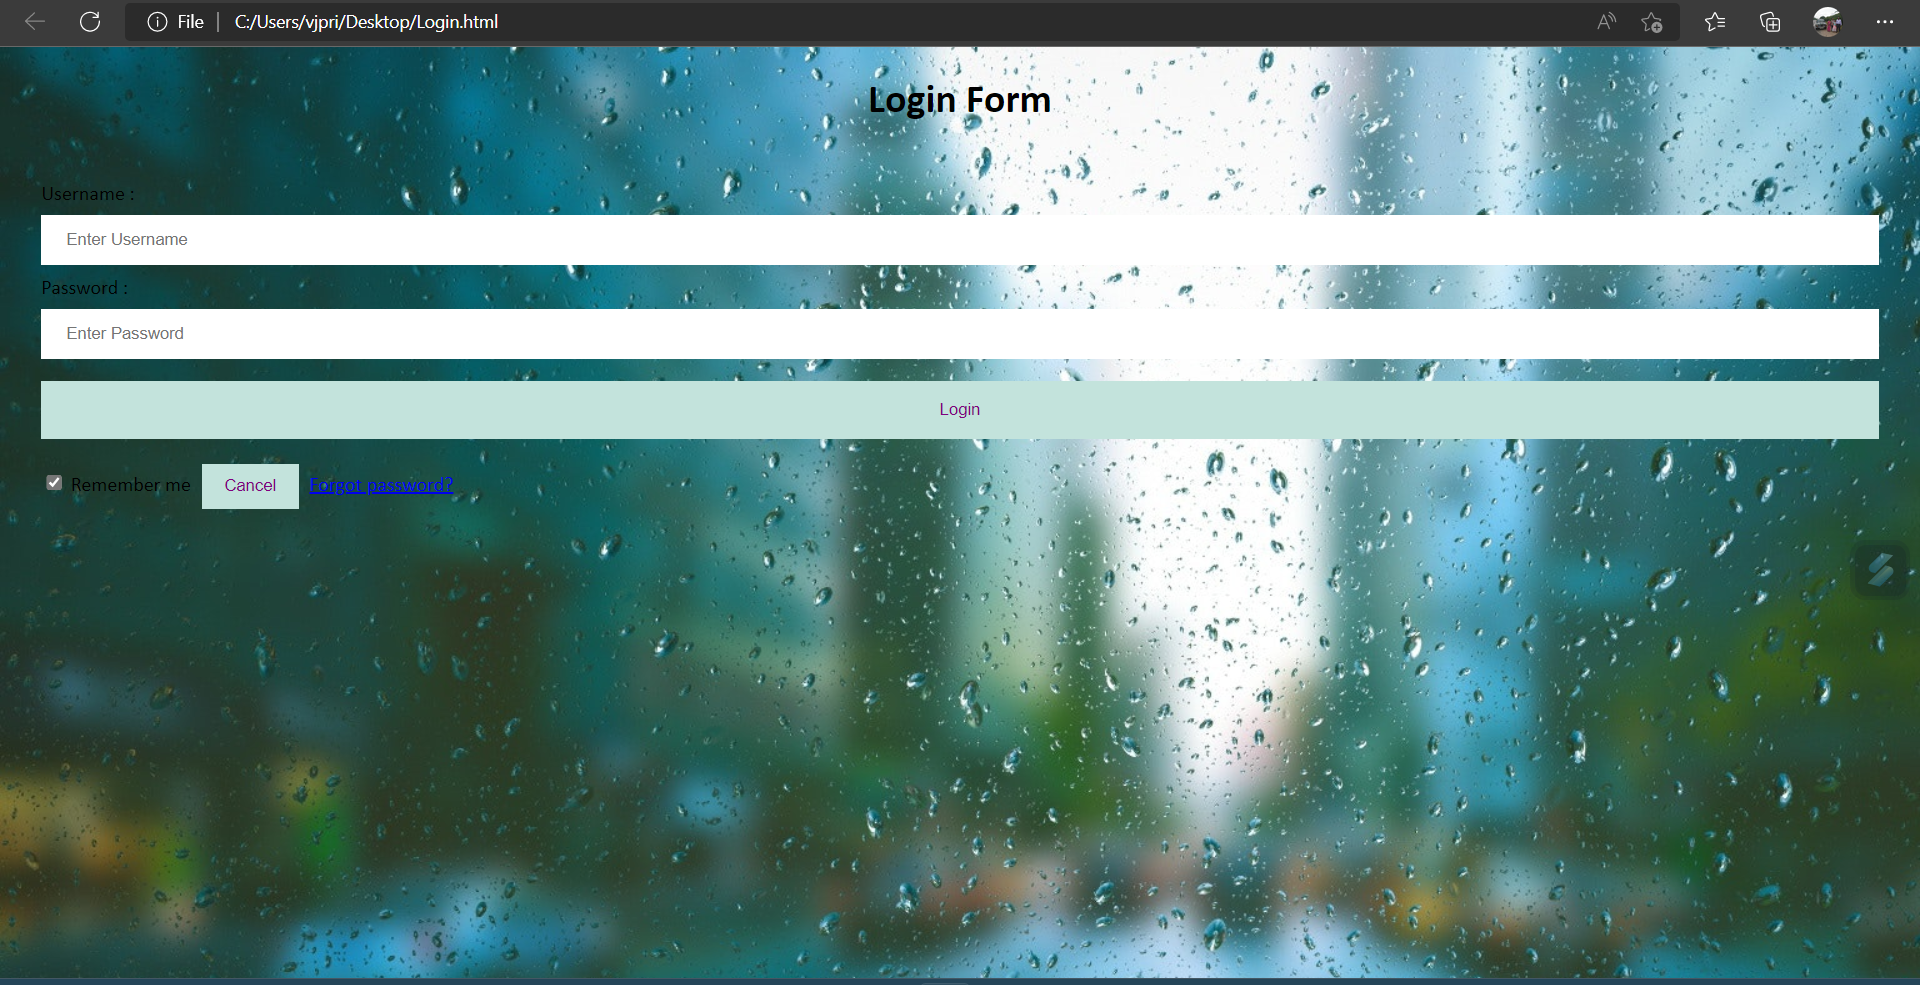 File | C:/Users/vjpri/Desktop/Login.html
Login Form
Username :
Enter Username
Password :
Enter Password
Login
Remember me Cancel Forgot password?